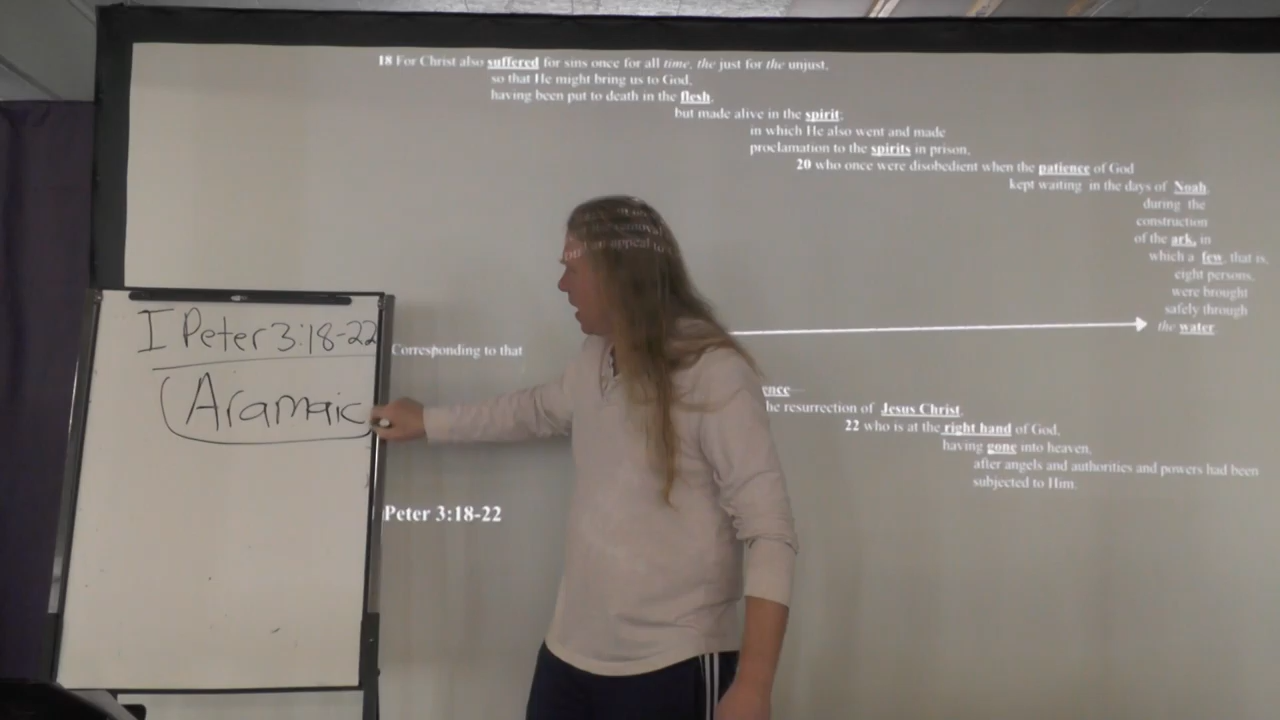 18 For Christ also suffered for sins once for all time, the just for the unjust,
so that He might bring us to God,
having been put to death in the flesh,
but made alive in the spirit;
in which He also went and made
proclamation to the spirits in prison,
20 who once were disobedient when the patience of God
kept waiting in the days of Noah,
during the
construction
of the ark, in
which a few, that is,
eight persons,
were brought
safely through
the water.
removal
an appeal to
Corresponding to that
ence—
he resurrection of Jesus Christ,
22 who is at the right hand of God,
having gone into heaven,
after angels and authorities and powers had been
subjected to Him.
Peter 3:18-22
I Peter 3:18-22
Aramaic